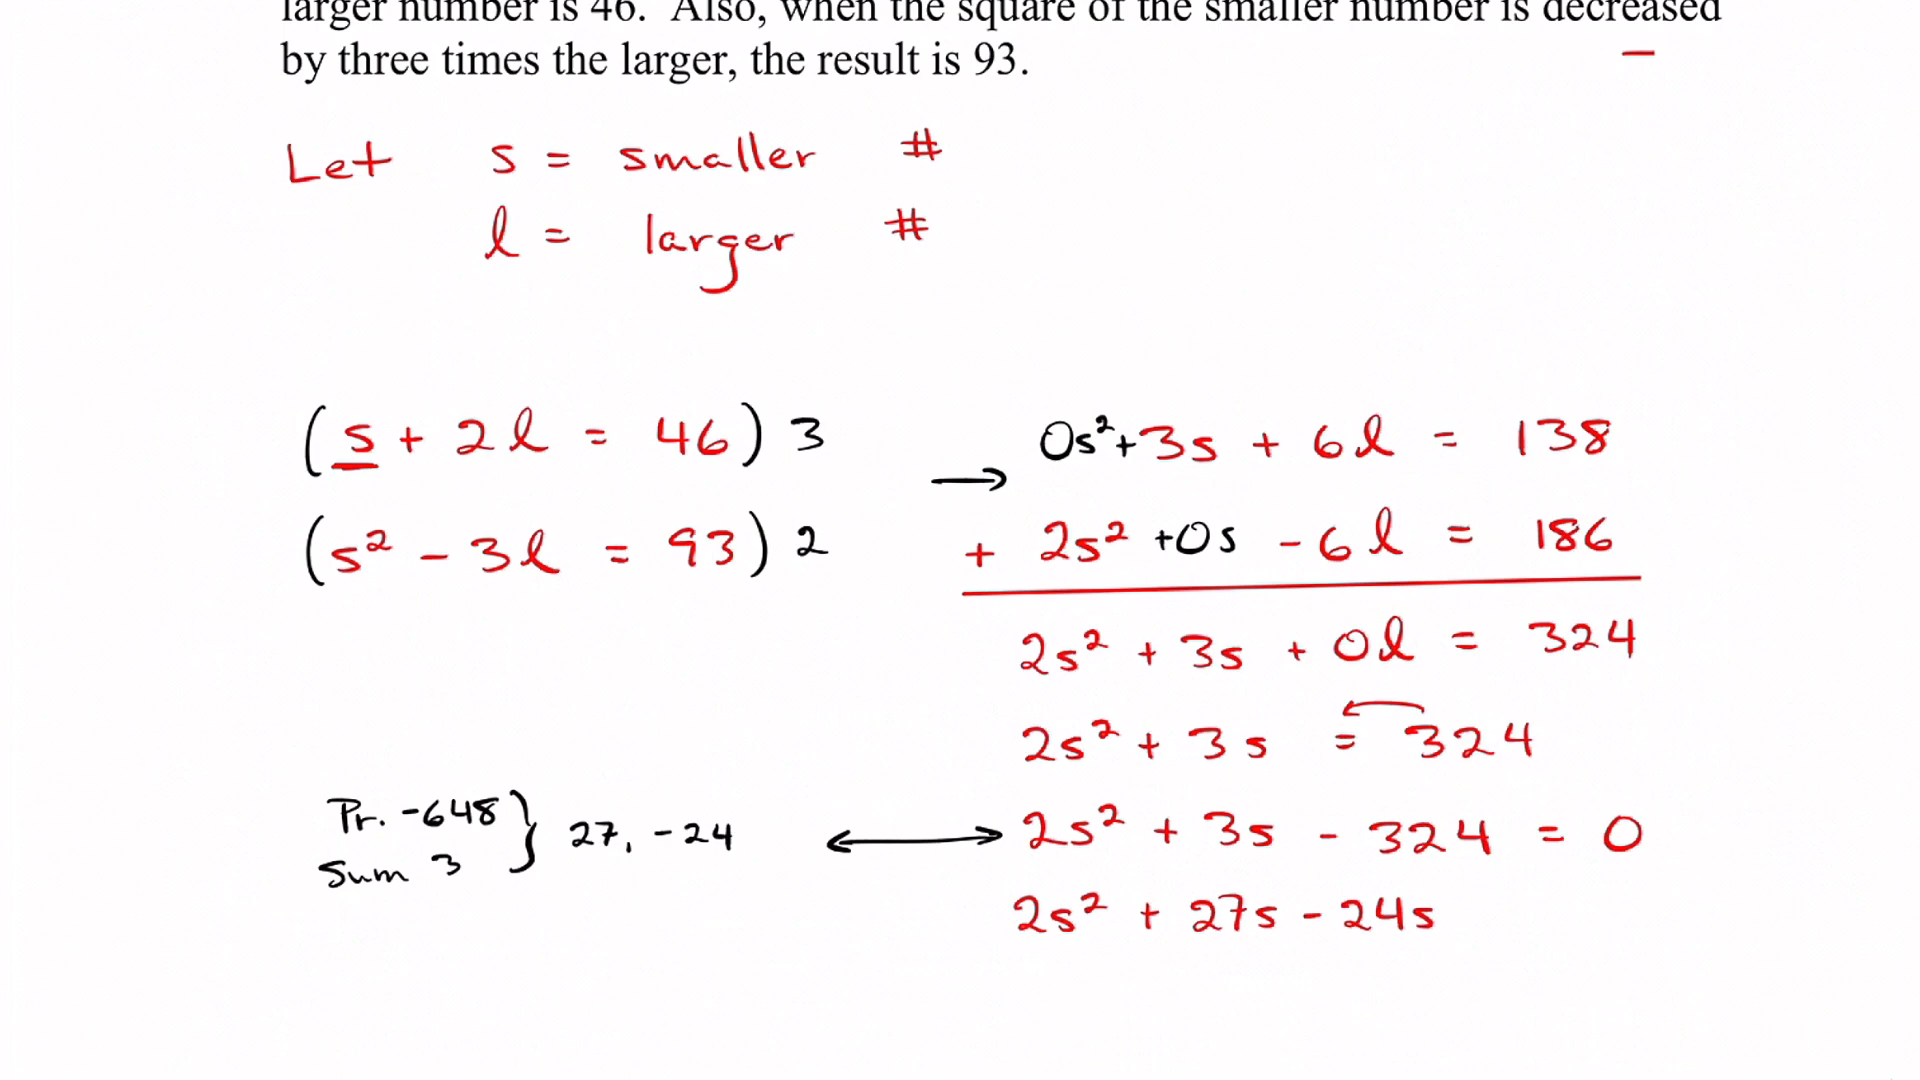 larger number is 46. Also, when the square of the smaller number is decreased
by three times the larger, the result is 93.
Let s = smaller #
l = larger #
(s + 2l = 46) 3
(s² - 3l = 93) 2
→ 0s² + 3s + 6l = 138
+ 2s² + 0s - 6l = 186
2s² + 3s + 0l = 324
2s² + 3s = 324
Pr. -648
Sum 3 } 27, -24
↔ 2s² + 3s - 324 = 0
2s² + 27s - 24s